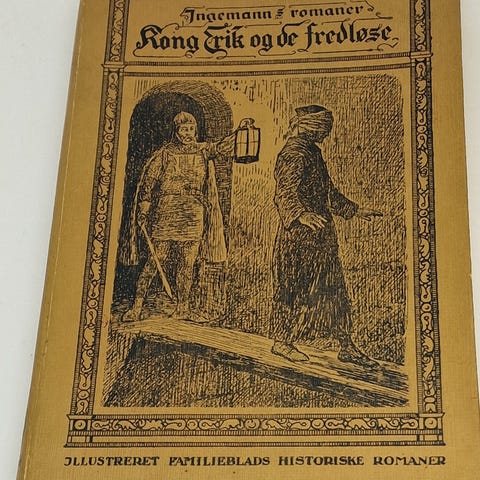 Ingemanns romaner
Kong Erik og de fredløse
ILLUSTRERET FAMILIEBLADS HISTORISKE ROMANER